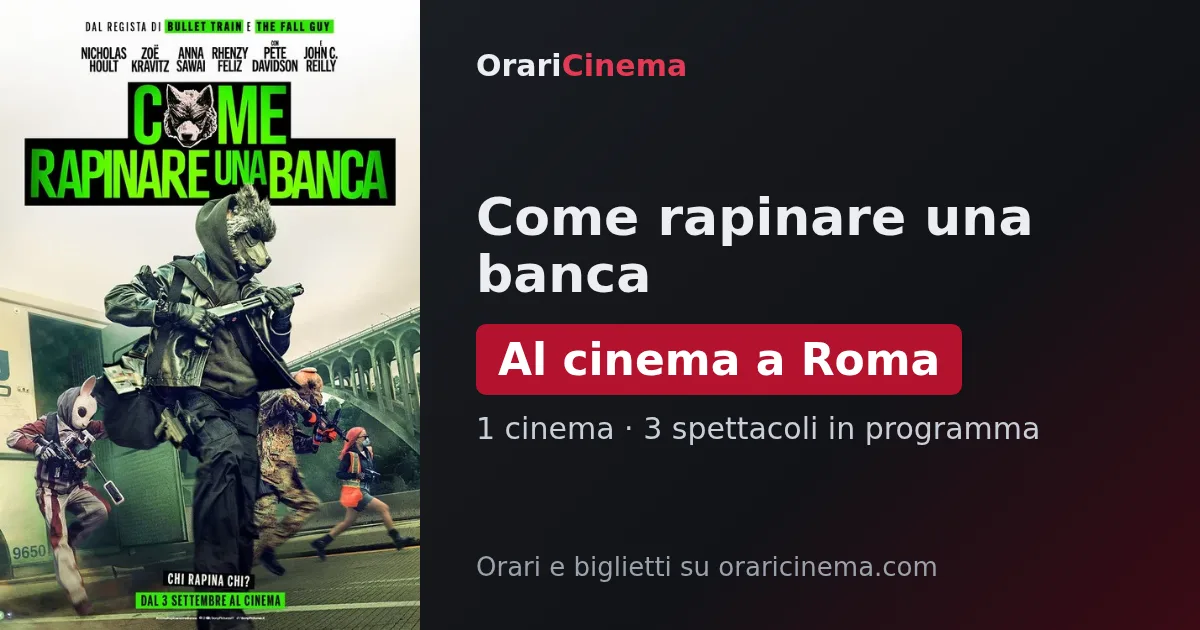 DAL REGISTA DI BULLET TRAIN E THE FALL GUY
NICHOLAS HOULT
ZOË KRAVITZ
ANNA SAWAI
RHENZY FELIZ
CON PETE DAVIDSON
E JOHN C. REILLY
COME
RAPINARE UNA BANCA
9650
CHI RAPINA CHI?
DAL 3 SETTEMBRE AL CINEMA
OrariCinema
Come rapinare una
banca
Al cinema a Roma
1 cinema · 3 spettacoli in programma
Orari e biglietti su oraricinema.com